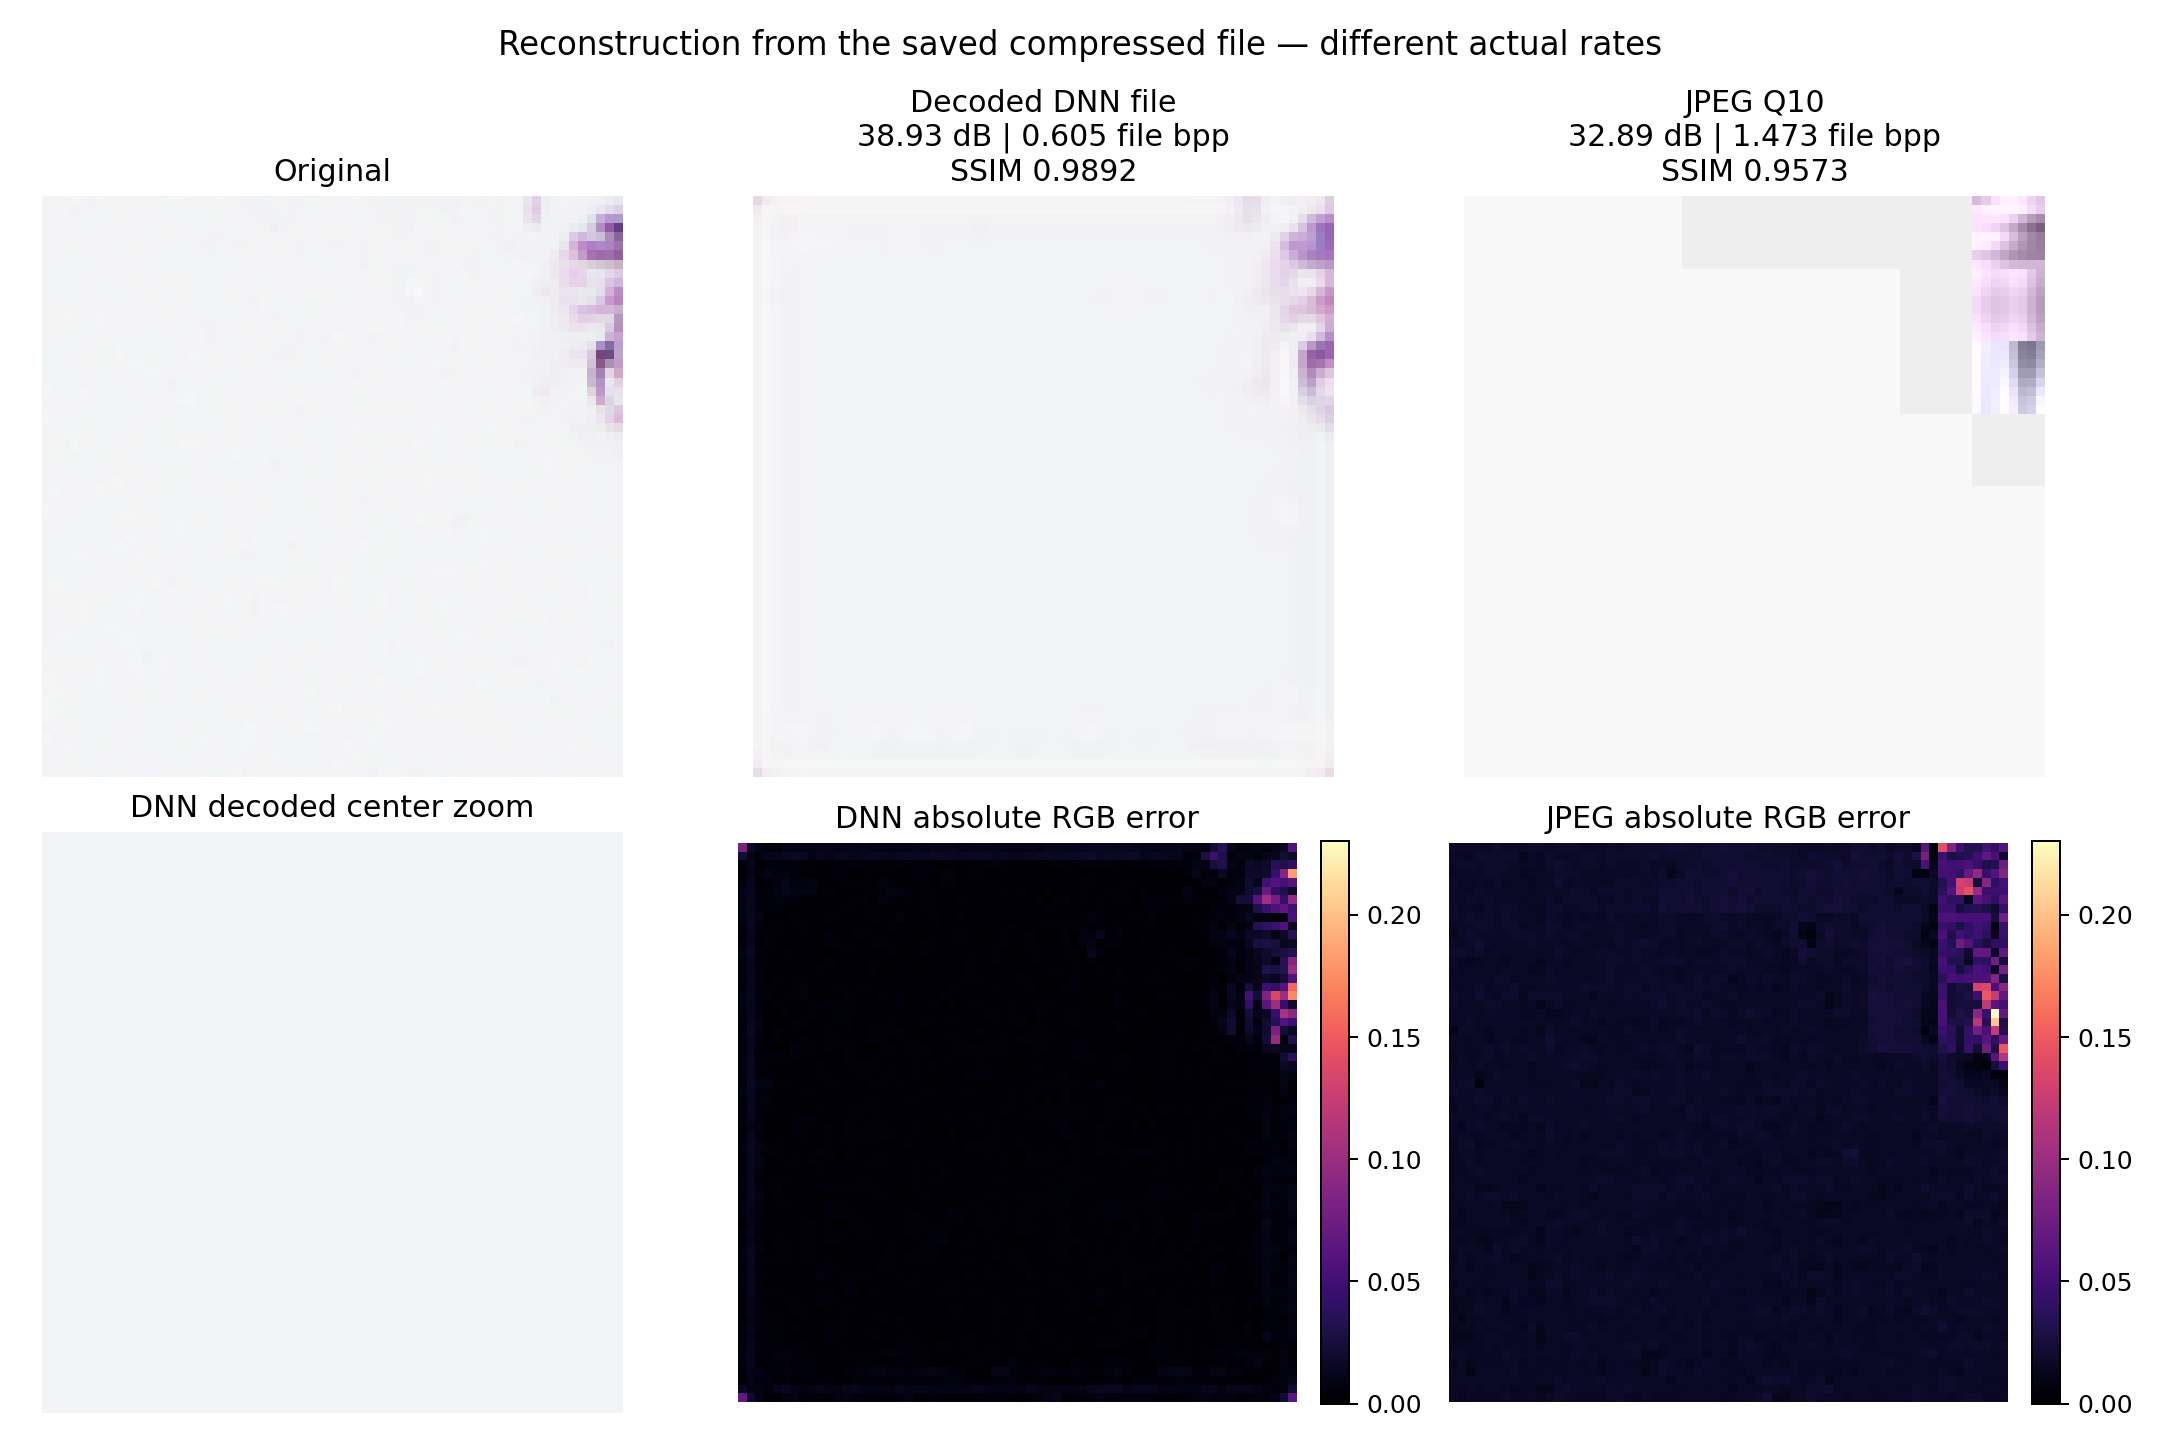 Reconstruction from the saved compressed file — different actual rates
Original
Decoded DNN file
38.93 dB | 0.605 file bpp
SSIM 0.9892
JPEG Q10
32.89 dB | 1.473 file bpp
SSIM 0.9573
DNN decoded center zoom
DNN absolute RGB error
0.20
0.15
0.10
0.05
0.00
JPEG absolute RGB error
0.20
0.15
0.10
0.05
0.00